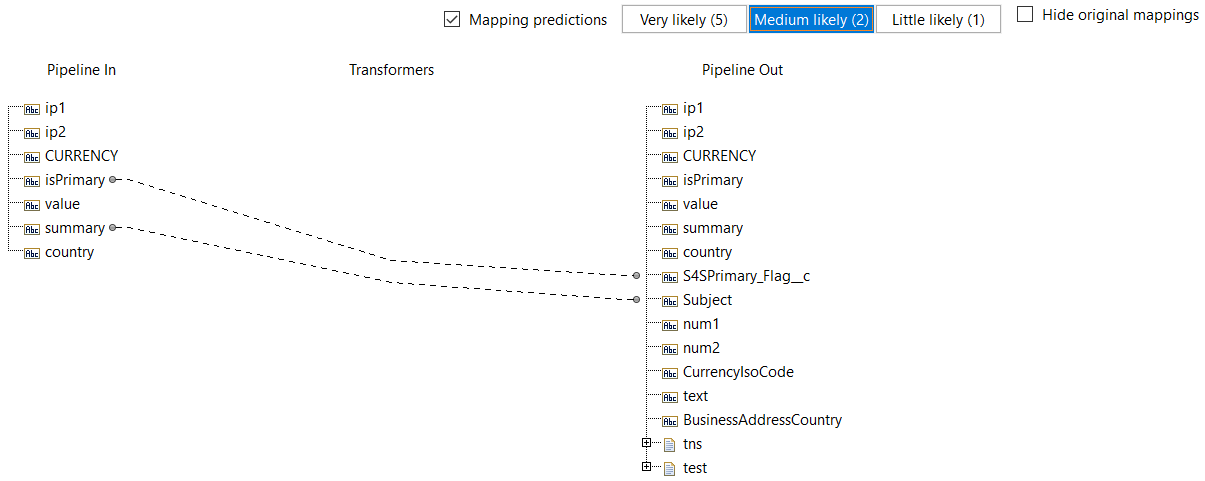 Mapping predictions Very likely (5) Medium likely (2) Little likely (1) Hide original mappings
Pipeline In Transformers Pipeline Out
Abc ip1 Abc ip1
Abc ip2 Abc ip2
Abc CURRENCY Abc CURRENCY
Abc isPrimary Abc isPrimary
Abc value Abc value
Abc summary Abc summary
Abc country Abc country
Abc S4SPrimary_Flag__c
Abc Subject
Abc num1
Abc num2
Abc CurrencyIsoCode
Abc text
Abc BusinessAddressCountry
tns
test